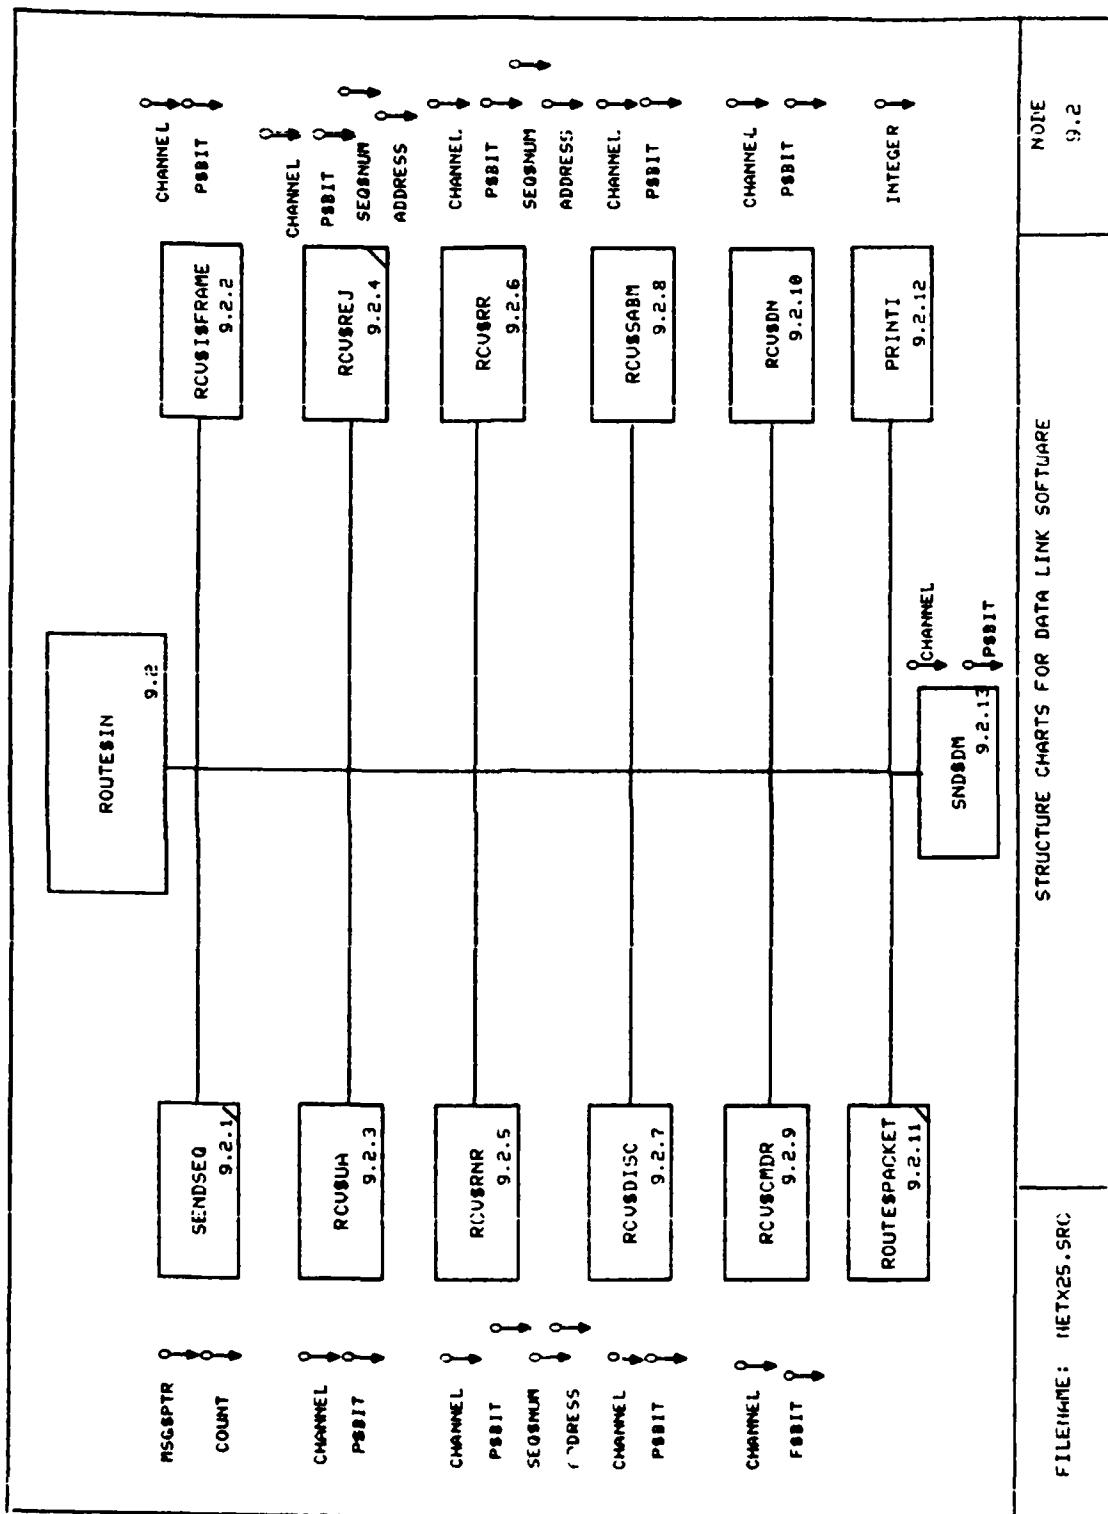 ROUTE$IN
9.2
MSG$PTR
COUNT
SENDSEQ
9.2.1
RCV$I$FRAME
9.2.2
CHANNEL
P$BIT
CHANNEL
P$BIT
RCV$UA
9.2.3
RCV$REJ
9.2.4
CHANNEL
P$BIT
SEQ$NUM
ADDRESS
CHANNEL
P$BIT
SEQ$NUM
RCV$RNR
9.2.5
RCV$RR
9.2.6
CHANNEL
P$BIT
SEQ$NUM
ADDRESS
CHANNEL
P$BIT
RCV$DISC
9.2.7
RCV$SABM
9.2.8
CHANNEL
P$BIT
CHANNEL
F$BIT
RCV$CMDR
9.2.9
RCV$DN
9.2.10
CHANNEL
P$BIT
ROUTE$PACKET
9.2.11
PRINTI
9.2.12
INTEGER
SND$DM
9.2.13
CHANNEL
P$BIT
FILENAME: NETX25.SRC
STRUCTURE CHARTS FOR DATA LINK SOFTWARE
NODE
9.2